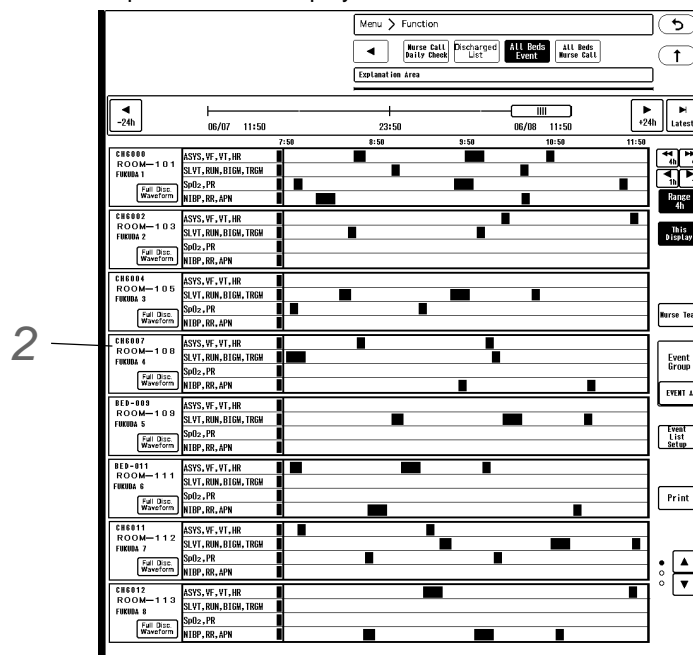 Menu > Function
Nurse Call Daily Check
Discharged List
All Beds Event
All Beds Nurse Call
Explanation Area
-24h
06/07 11:50
23:50
06/08 11:50
+24h
Latest
7:50 8:50 9:50 10:50 11:50
CH6000
ROOM-101
FUKUDA 1
Full Disc. Waveform
ASYS,VF,VT,HR
SLVT,RUN,BIGM,TRGM
SpO2,PR
NIBP,RR,APN
4h
1h
Range 4h
CH6002
ROOM-103
FUKUDA 2
Full Disc. Waveform
ASYS,VF,VT,HR
SLVT,RUN,BIGM,TRGM
SpO2,PR
NIBP,RR,APN
This Display
CH6004
ROOM-105
FUKUDA 3
Full Disc. Waveform
ASYS,VF,VT,HR
SLVT,RUN,BIGM,TRGM
SpO2,PR
NIBP,RR,APN
Nurse Tea
2
CH6007
ROOM-108
FUKUDA 4
Full Disc. Waveform
ASYS,VF,VT,HR
SLVT,RUN,BIGM,TRGM
SpO2,PR
NIBP,RR,APN
Event Group
EVENT A
BED-009
ROOM-109
FUKUDA 5
Full Disc. Waveform
ASYS,VF,VT,HR
SLVT,RUN,BIGM,TRGM
SpO2,PR
NIBP,RR,APN
Event List Setup
BED-011
ROOM-111
FUKUDA 6
Full Disc. Waveform
ASYS,VF,VT,HR
SLVT,RUN,BIGM,TRGM
SpO2,PR
NIBP,RR,APN
Print
CH6011
ROOM-112
FUKUDA 7
Full Disc. Waveform
ASYS,VF,VT,HR
SLVT,RUN,BIGM,TRGM
SpO2,PR
NIBP,RR,APN
CH6012
ROOM-113
FUKUDA 8
Full Disc. Waveform
ASYS,VF,VT,HR
SLVT,RUN,BIGM,TRGM
SpO2,PR
NIBP,RR,APN